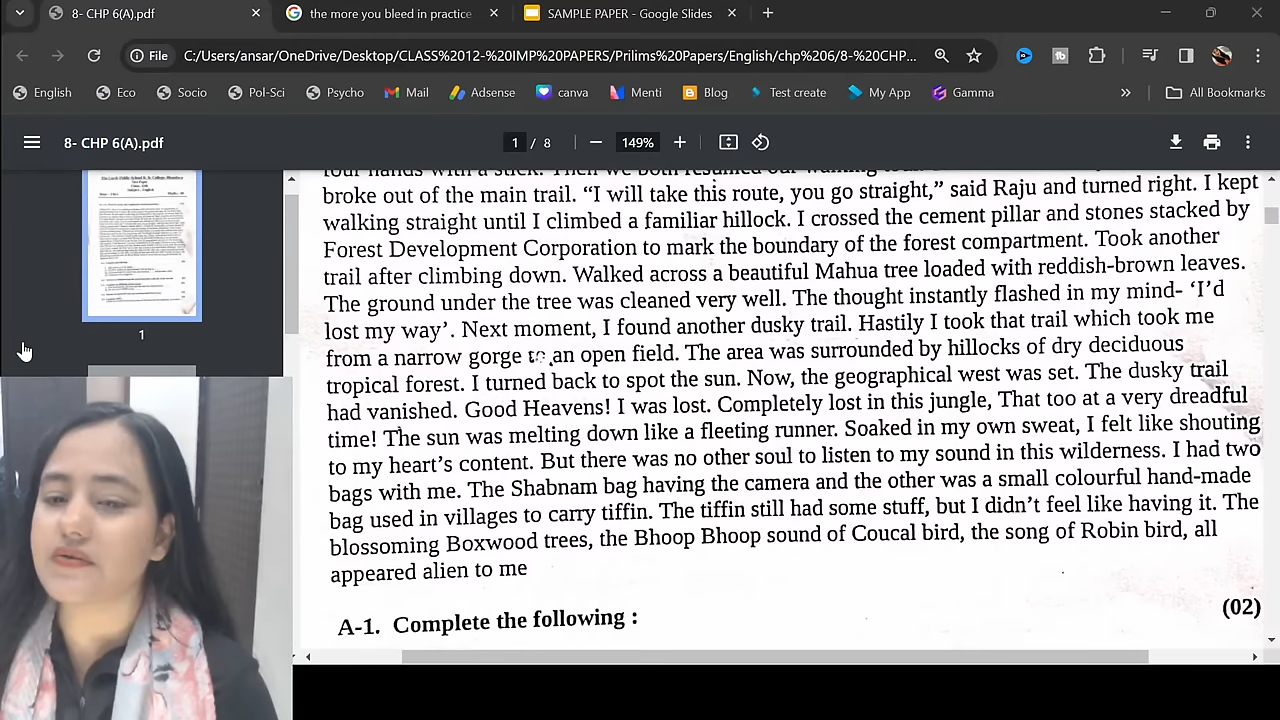 8- CHP 6(A).pdf
the more you bleed in practice
SAMPLE PAPER - Google Slides
File
C:/Users/ansar/OneDrive/Desktop/CLASS%2012-%20IMP%20PAPERS/Prilims%20Papers/English/chp%206/8-%20CHP...
English
Eco
Socio
Pol-Sci
Psycho
Mail
Adsense
canva
Menti
Blog
Test create
My App
Gamma
All Bookmarks
8- CHP 6(A).pdf
1 / 8
149%
1
broke out of the main trail. “I will take this route, you go straight,” said Raju and turned right. I kept
walking straight until I climbed a familiar hillock. I crossed the cement pillar and stones stacked by
Forest Development Corporation to mark the boundary of the forest compartment. Took another
trail after climbing down. Walked across a beautiful Mahua tree loaded with reddish-brown leaves.
The ground under the tree was cleaned very well. The thought instantly flashed in my mind- ‘I’d
lost my way’. Next moment, I found another dusky trail. Hastily I took that trail which took me
from a narrow gorge to an open field. The area was surrounded by hillocks of dry deciduous
tropical forest. I turned back to spot the sun. Now, the geographical west was set. The dusky trail
had vanished. Good Heavens! I was lost. Completely lost in this jungle, That too at a very dreadful
time! The sun was melting down like a fleeting runner. Soaked in my own sweat, I felt like shouting
to my heart’s content. But there was no other soul to listen to my sound in this wilderness. I had two
bags with me. The Shabnam bag having the camera and the other was a small colourful hand-made
bag used in villages to carry tiffin. The tiffin still had some stuff, but I didn’t feel like having it. The
blossoming Boxwood trees, the Bhoop Bhoop sound of Coucal bird, the song of Robin bird, all
appeared alien to me
(02)
A-1. Complete the following :